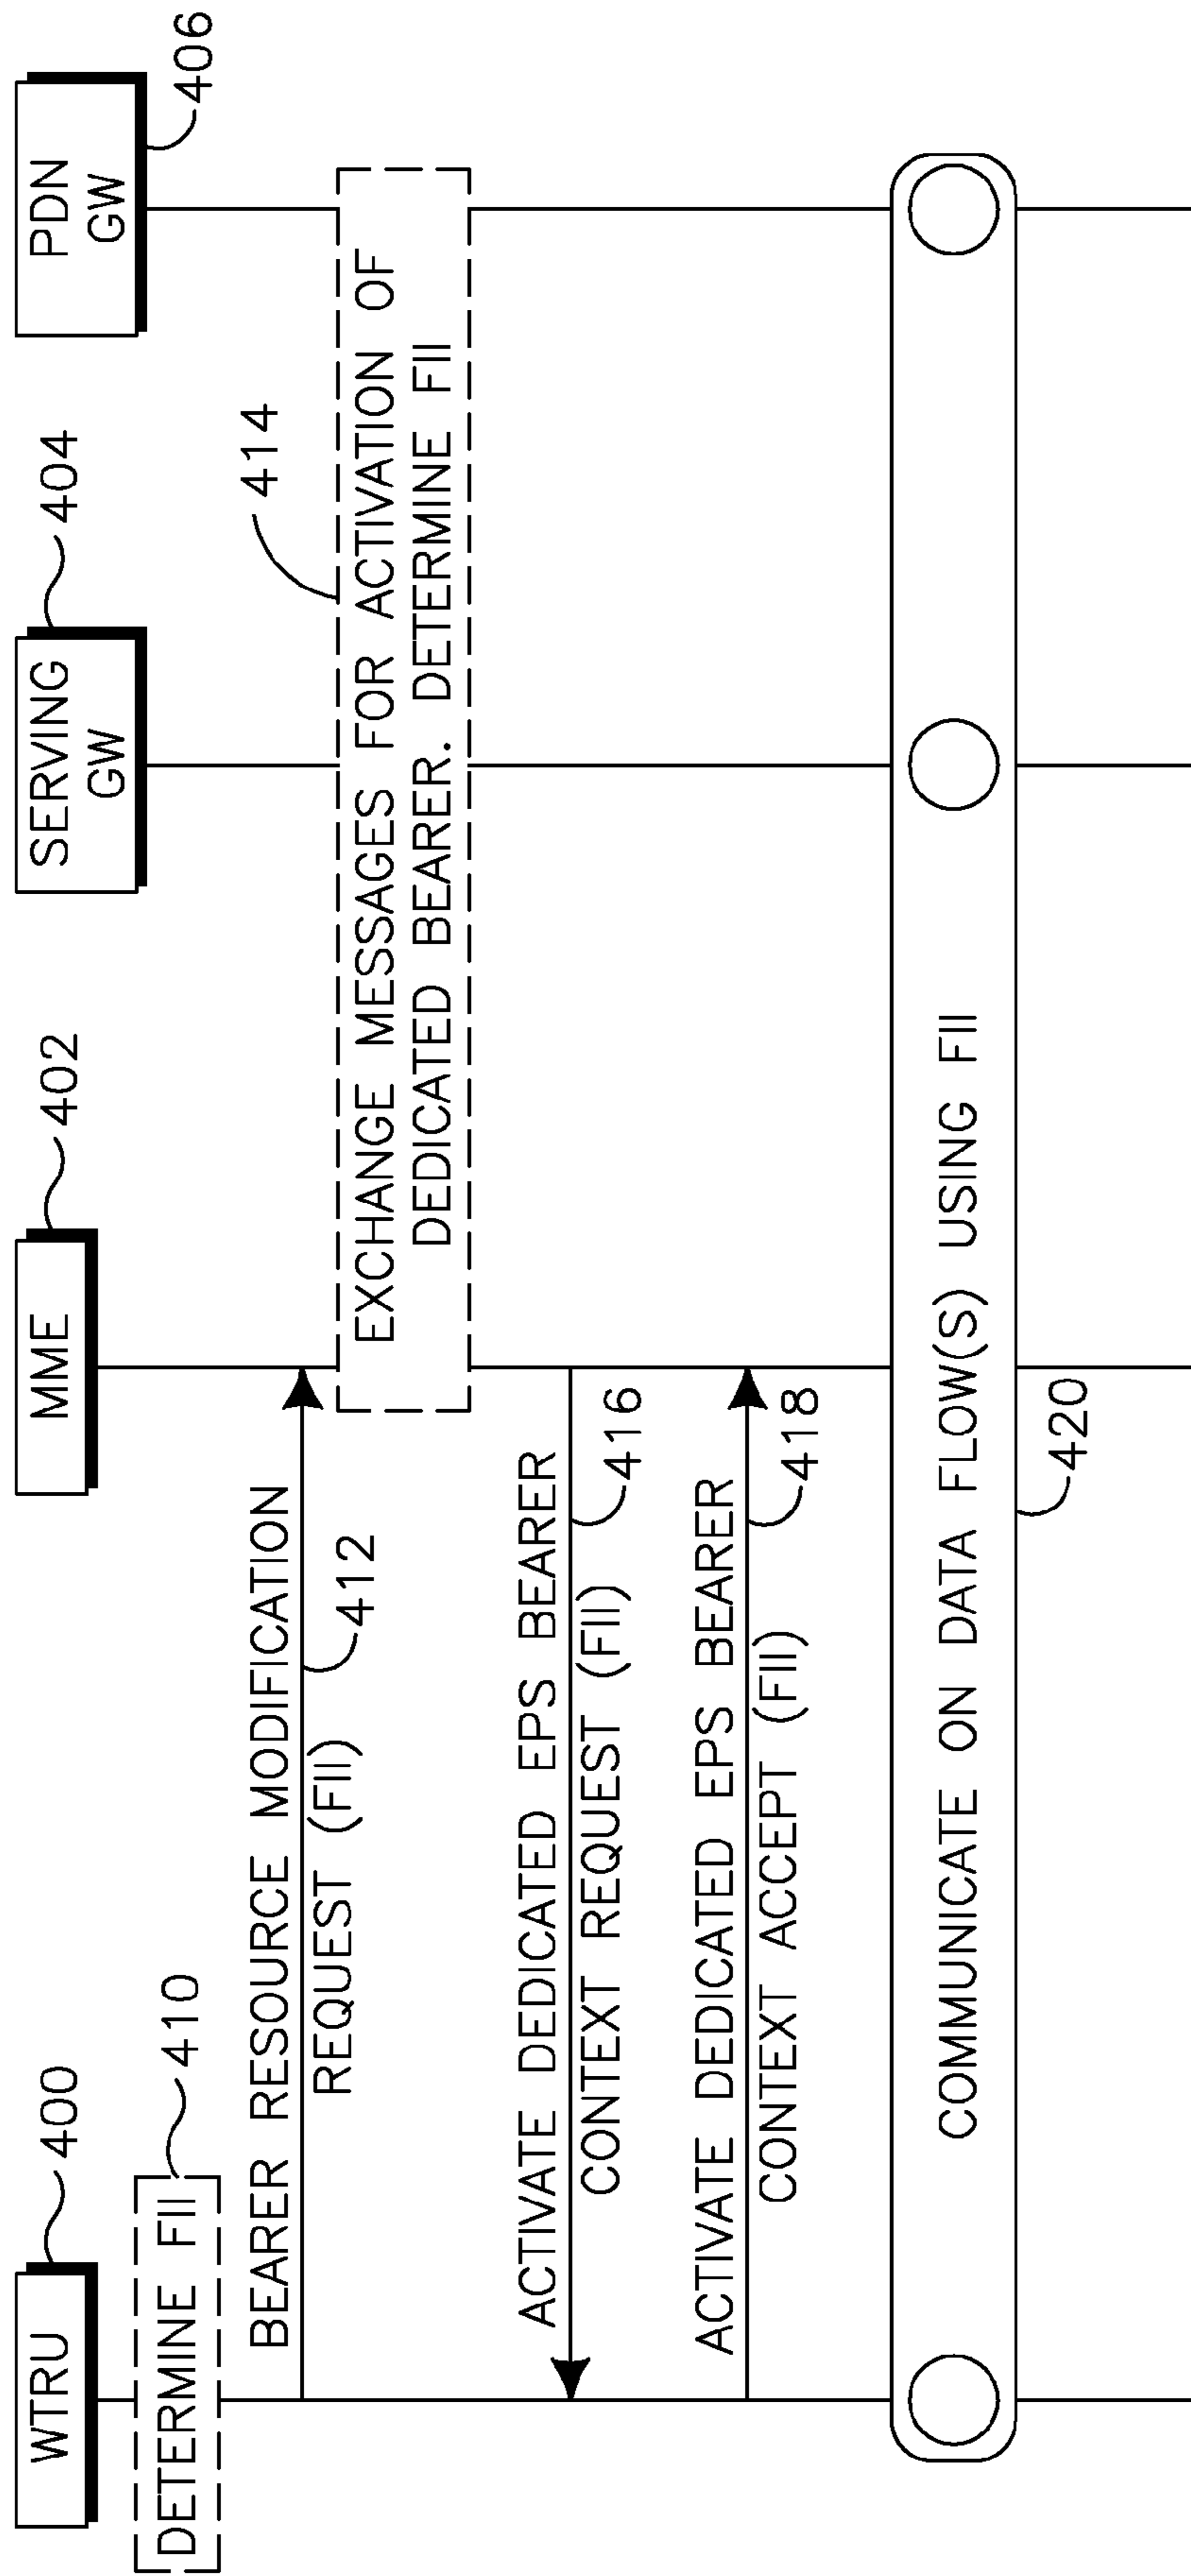 WTRU
400
MME
402
SERVING
GW
404
PDN
GW
406
DETERMINE FII
410
BEARER RESOURCE MODIFICATION
REQUEST (FII)
412
414
EXCHANGE MESSAGES FOR ACTIVATION OF
DEDICATED BEARER. DETERMINE FII
ACTIVATE DEDICATED EPS BEARER
CONTEXT REQUEST (FII)
416
ACTIVATE DEDICATED EPS BEARER
CONTEXT ACCEPT (FII)
418
COMMUNICATE ON DATA FLOW(S) USING FII
420